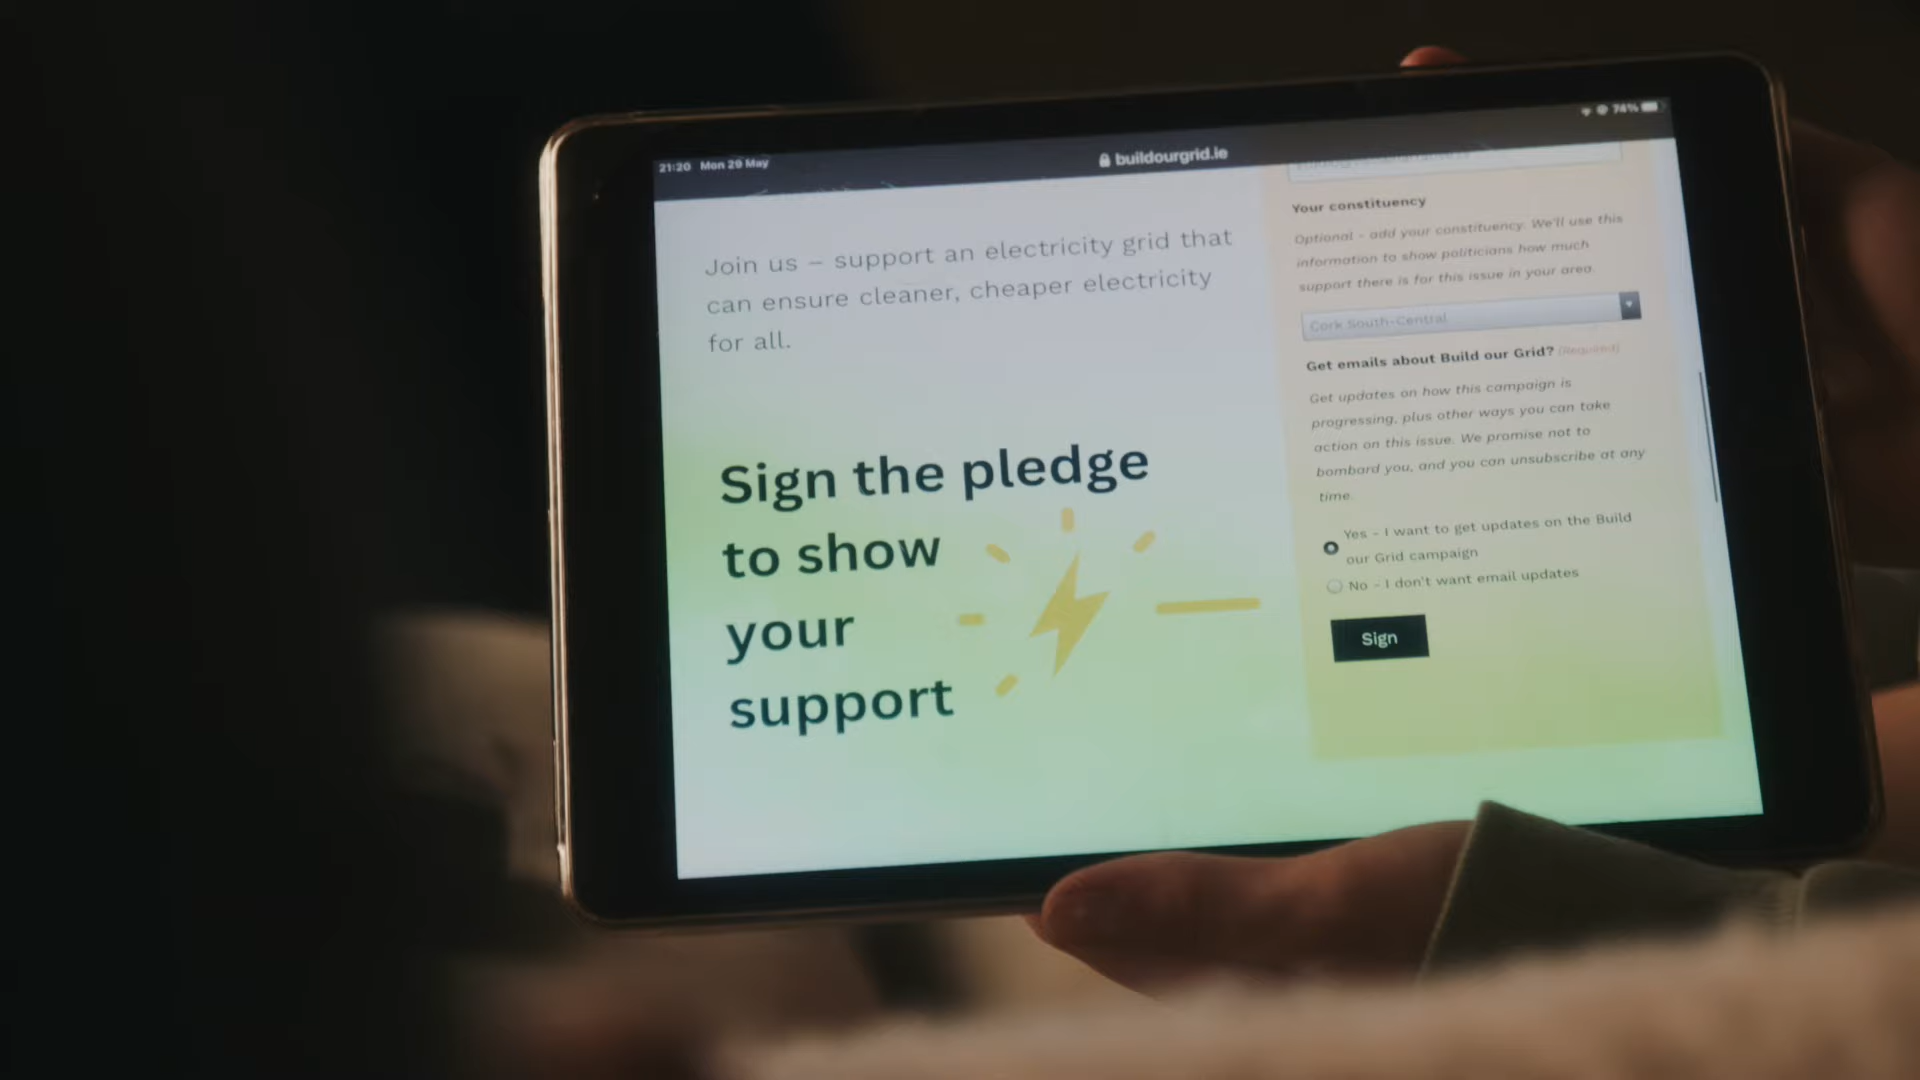 21:20 Mon 29 May
buildourgrid.ie
74%
Join us – support an electricity grid that
can ensure cleaner, cheaper electricity
for all.
Sign the pledge
to show
your
support
Your constituency
Optional - add your constituency. We'll use this
information to show politicians how much
support there is for this issue in your area.
Cork South-Central
Get emails about Build our Grid? (Required)
Get updates on how this campaign is
progressing, plus other ways you can take
action on this issue. We promise not to
bombard you, and you can unsubscribe at any
time.
Yes - I want to get updates on the Build
our Grid campaign
No - I don't want email updates
Sign